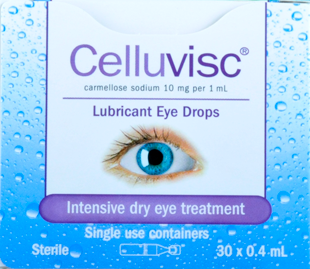 Celluvisc®
carmellose sodium 10 mg per 1 mL
Lubricant Eye Drops
Intensive dry eye treatment
Single use containers
Sterile 30 x 0.4 mL